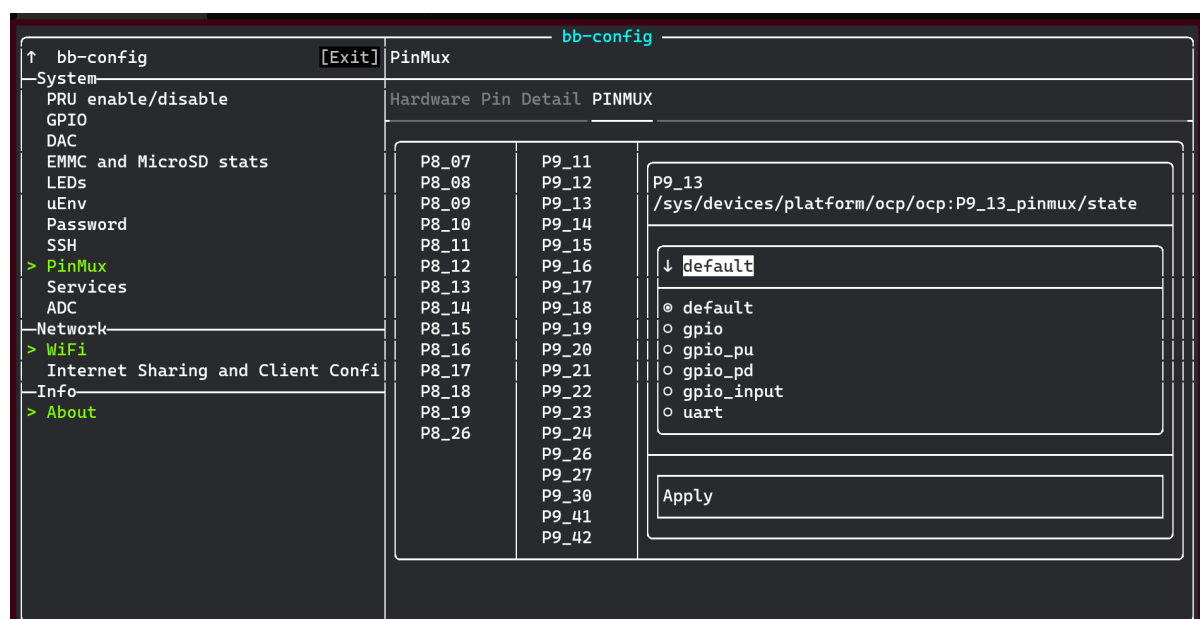 bb-config
↑ bb-config [Exit]
System
PRU enable/disable
GPIO
DAC
EMMC and MicroSD stats
LEDs
uEnv
Password
SSH
> PinMux
Services
ADC
Network
> WiFi
Internet Sharing and Client Confi
Info
> About
PinMux
Hardware Pin Detail PINMUX
P8_07
P8_08
P8_09
P8_10
P8_11
P8_12
P8_13
P8_14
P8_15
P8_16
P8_17
P8_18
P8_19
P8_26
P9_11
P9_12
P9_13
P9_14
P9_15
P9_16
P9_17
P9_18
P9_19
P9_20
P9_21
P9_22
P9_23
P9_24
P9_26
P9_27
P9_30
P9_41
P9_42
P9_13
/sys/devices/platform/ocp/ocp:P9_13_pinmux/state
↓ default
◉ default
○ gpio
○ gpio_pu
○ gpio_pd
○ gpio_input
○ uart
Apply